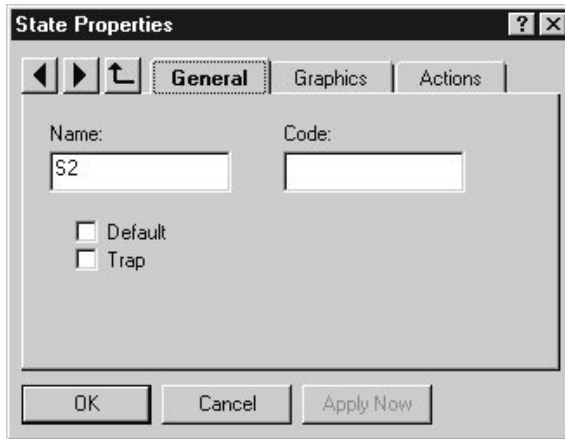 State Properties
General Graphics Actions
Name: Code:
S2
Default
Trap
OK Cancel Apply Now